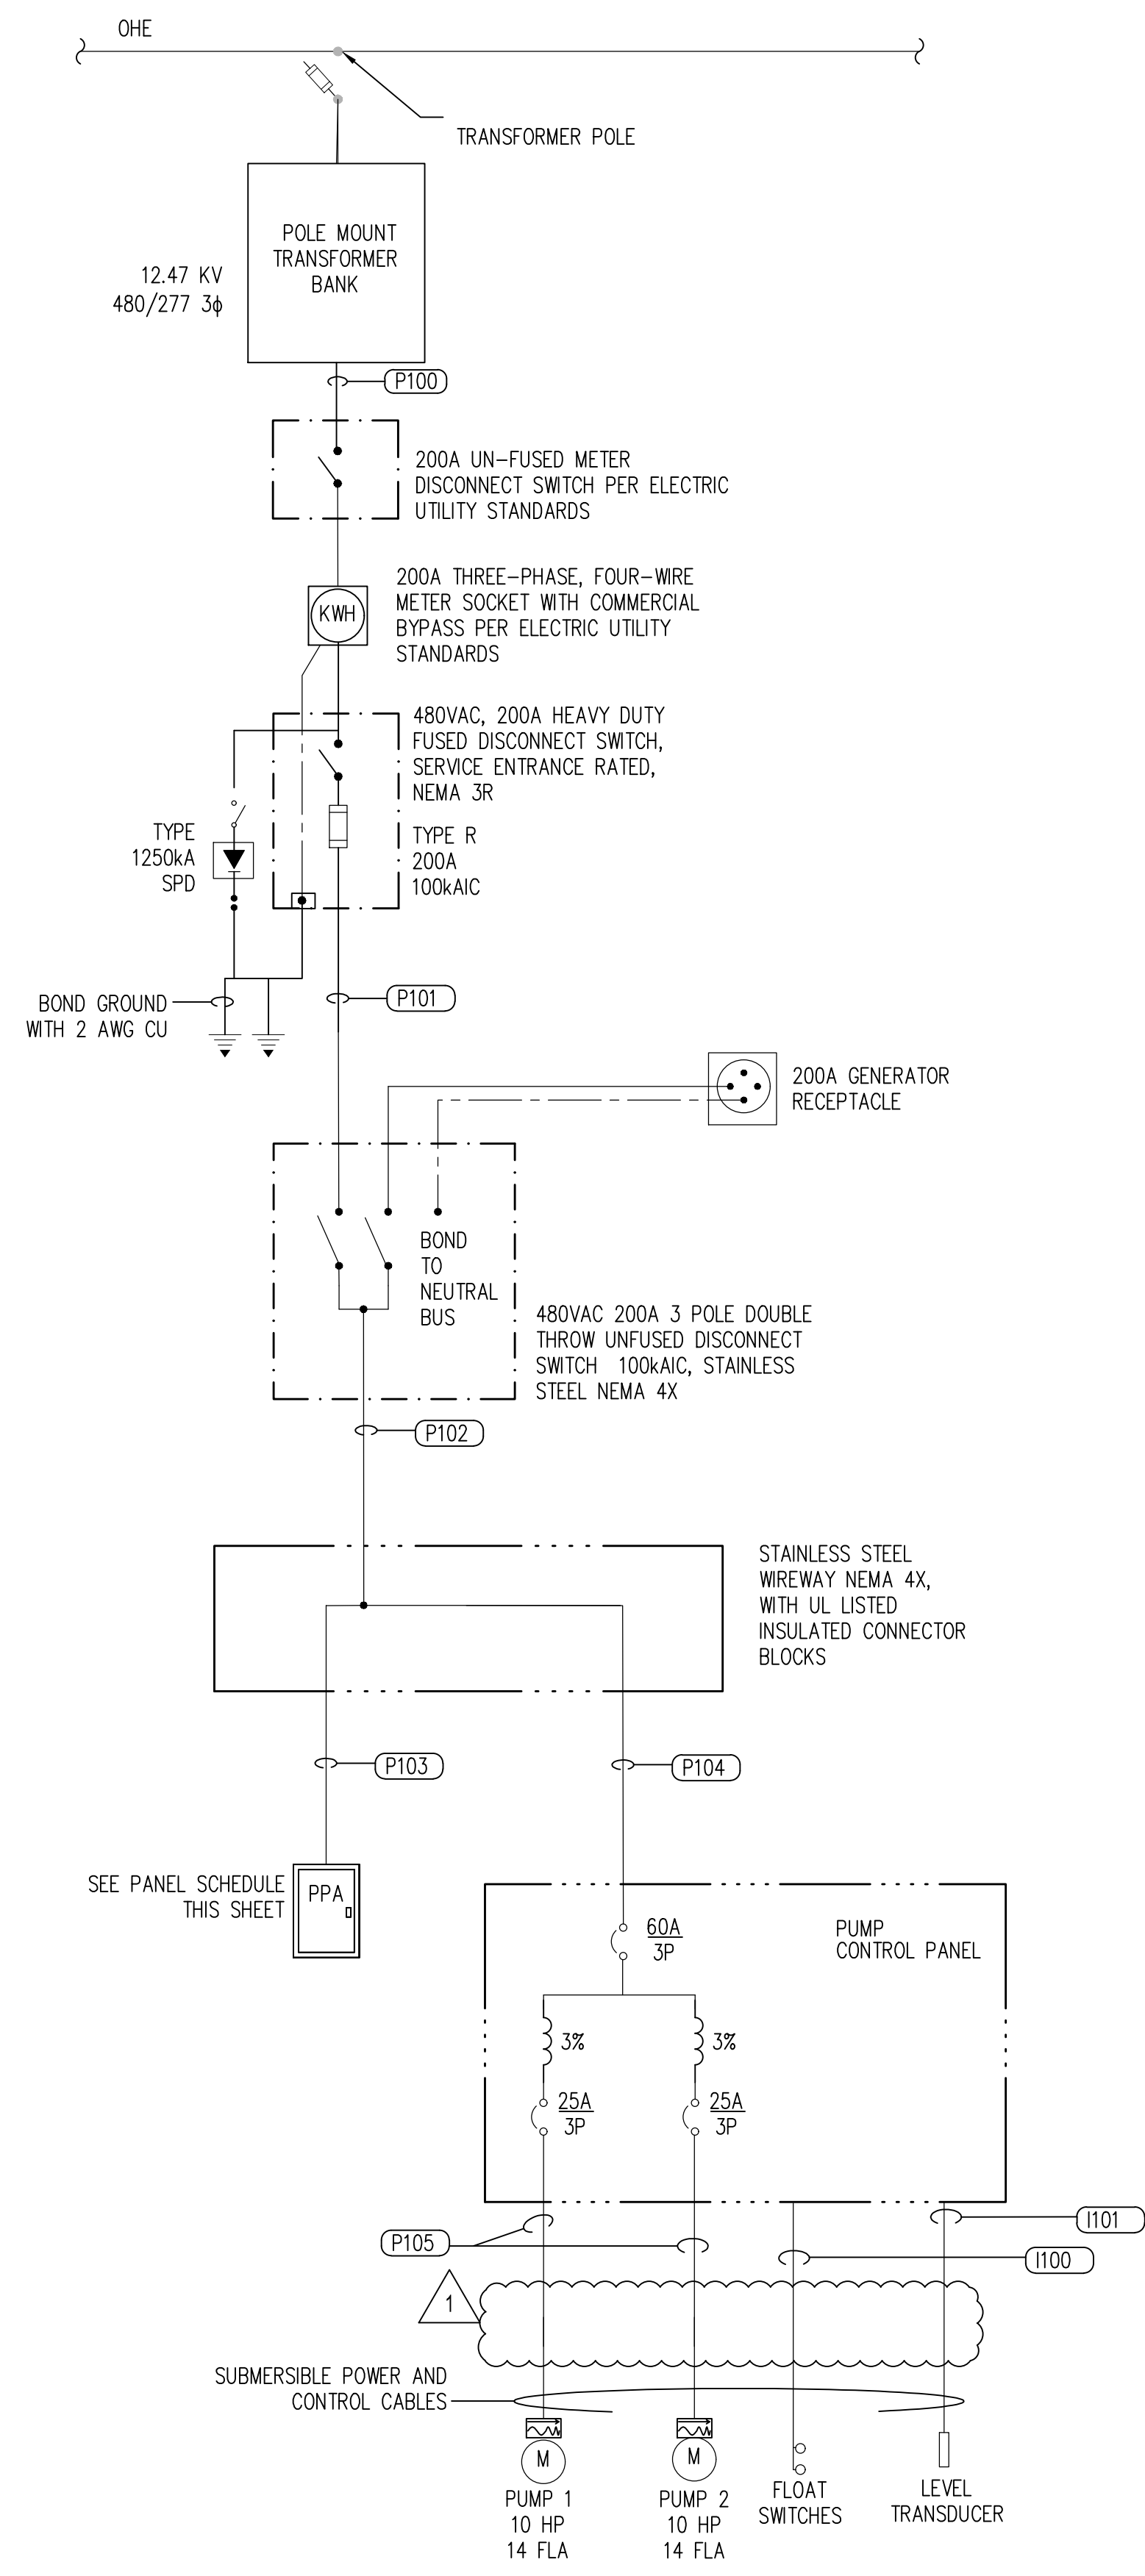 OHE
TRANSFORMER POLE
POLE MOUNT
TRANSFORMER
BANK
12.47 KV
480/277 3ϕ
P100
200A UN-FUSED METER
DISCONNECT SWITCH PER ELECTRIC
UTILITY STANDARDS
200A THREE-PHASE, FOUR-WIRE
METER SOCKET WITH COMMERCIAL
BYPASS PER ELECTRIC UTILITY
STANDARDS
KWH
480VAC, 200A HEAVY DUTY
FUSED DISCONNECT SWITCH,
SERVICE ENTRANCE RATED,
NEMA 3R
TYPE R
200A
100kAIC
TYPE
1250kA
SPD
BOND GROUND
WITH 2 AWG CU
P101
200A GENERATOR
RECEPTACLE
BOND
TO
NEUTRAL
BUS
480VAC 200A 3 POLE DOUBLE
THROW UNFUSED DISCONNECT
SWITCH 100kAIC, STAINLESS
STEEL NEMA 4X
P102
STAINLESS STEEL
WIREWAY NEMA 4X,
WITH UL LISTED
INSULATED CONNECTOR
BLOCKS
P103
P104
SEE PANEL SCHEDULE
THIS SHEET
PPA
60A
3P
PUMP
CONTROL PANEL
3%
3%
25A
3P
25A
3P
P105
I101
I100
1
SUBMERSIBLE POWER AND
CONTROL CABLES
M
M
PUMP 1
10 HP
14 FLA
PUMP 2
10 HP
14 FLA
FLOAT
SWITCHES
LEVEL
TRANSDUCER